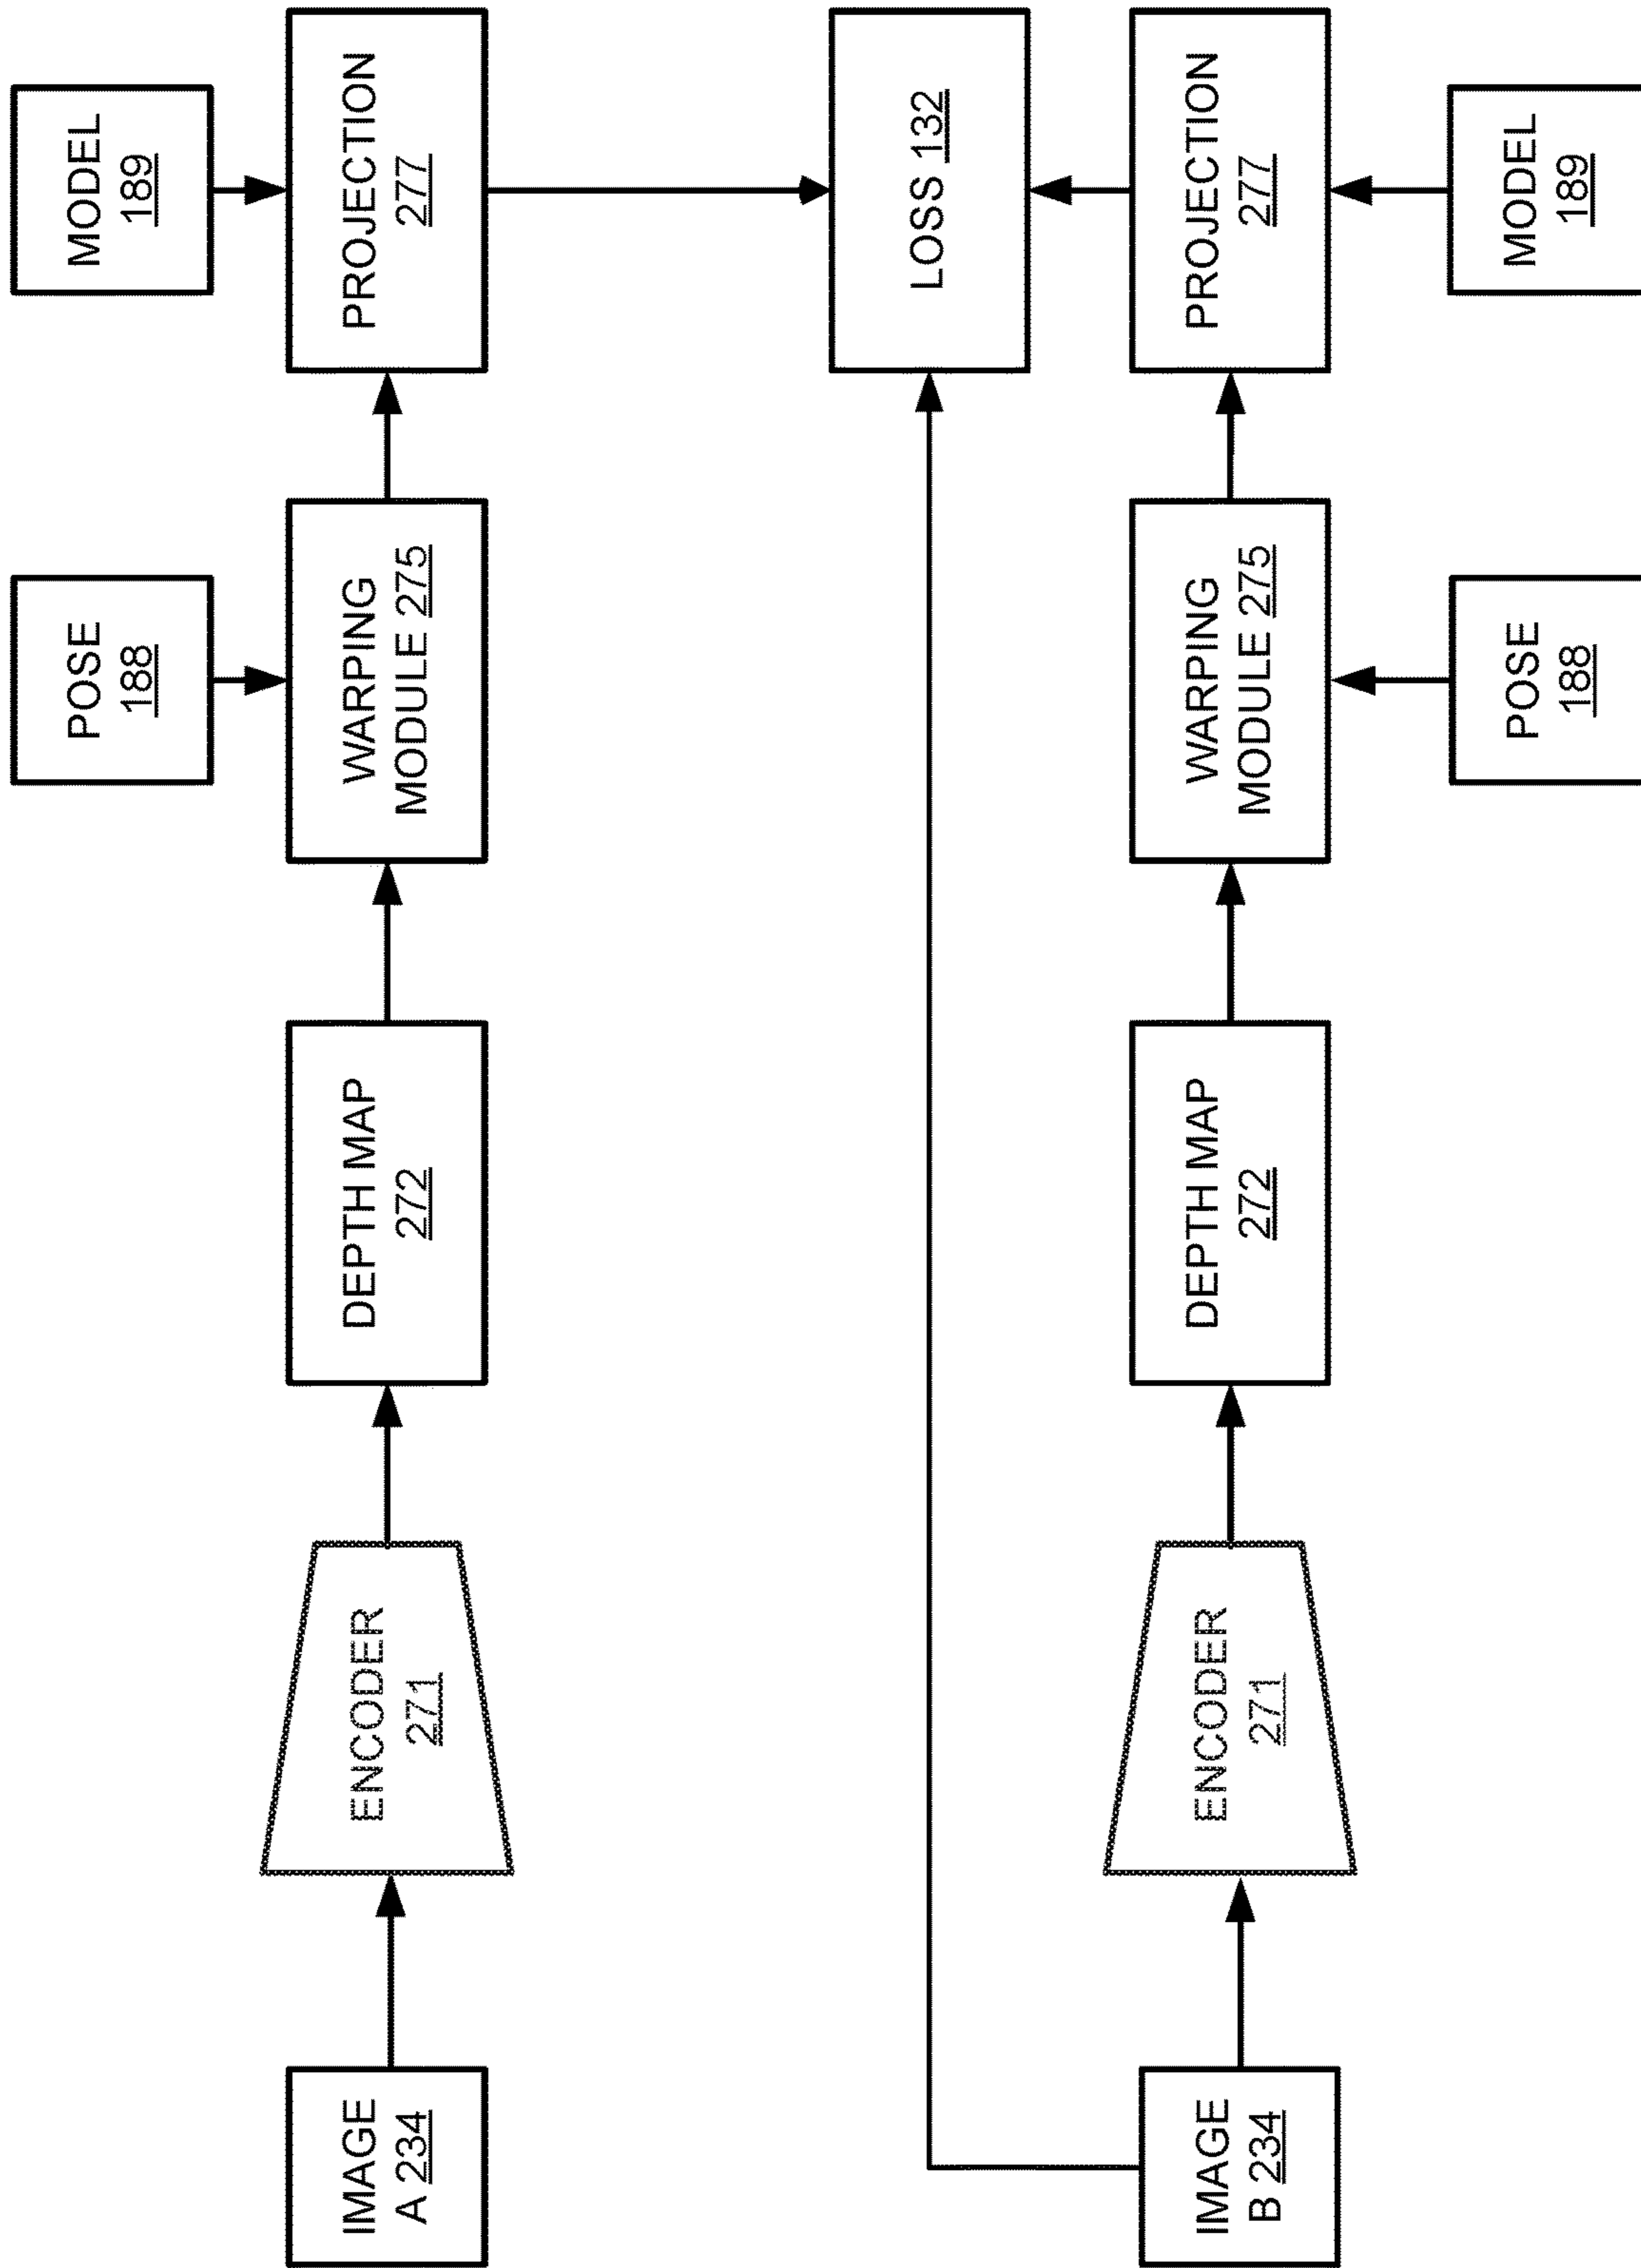 POSE
188
MODEL
189
IMAGE
A 234
ENCODER
271
DEPTH MAP
272
WARPING
MODULE 275
PROJECTION
277
LOSS 132
IMAGE
B 234
ENCODER
271
DEPTH MAP
272
WARPING
MODULE 275
PROJECTION
277
POSE
188
MODEL
189